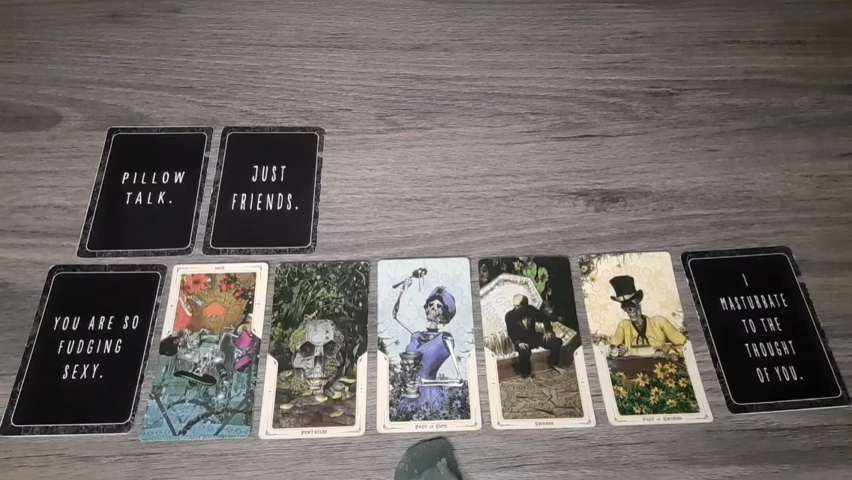 PILLOW
TALK.
JUST
FRIENDS.
YOU ARE SO
FUDGING
SEXY.
I
MASTURBATE
TO THE
THOUGHT
OF YOU.
PENTACLES
PAGE OF CUPS
SWORDS
PAGE OF SWORDS